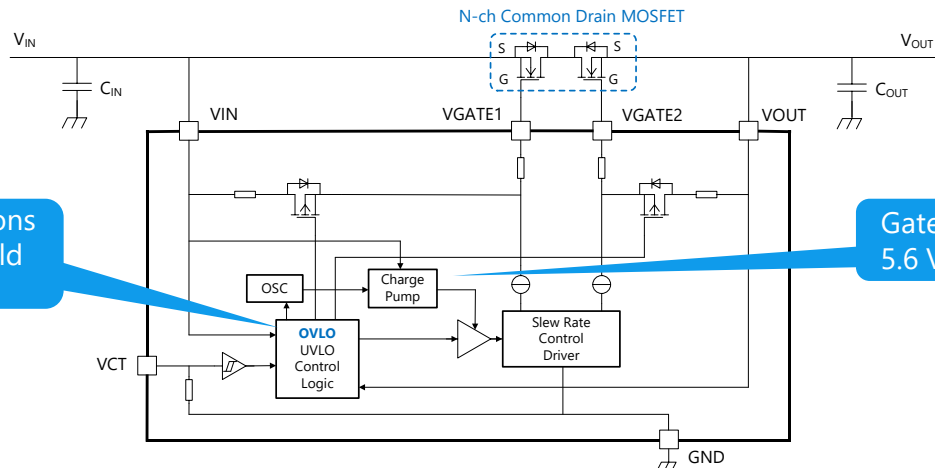 N-ch Common Drain MOSFET
VIN
VOUT
S
S
G
G
CIN
COUT
VIN
VGATE1
VGATE2
VOUT
ld
Gate
5.6 V
OSC
Charge
Pump
OVLO
UVLO
Control
Logic
Slew Rate
Control
Driver
VCT
GND